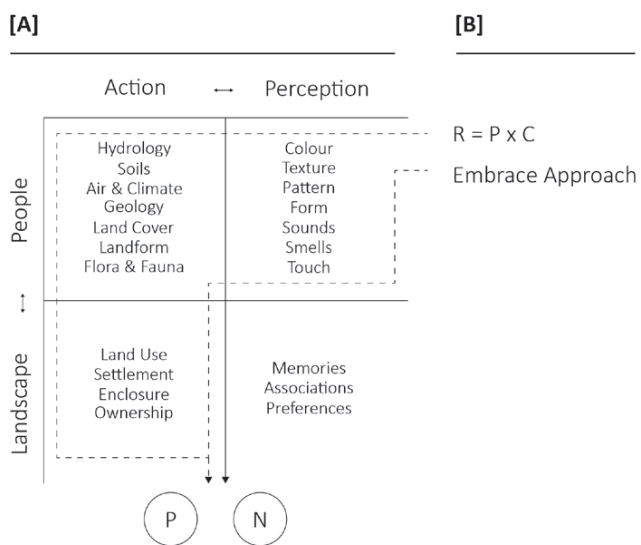 [A]
[B]
Action ↔ Perception
R = P x C
Embrace Approach
People ↔ Landscape
Hydrology
Soils
Air & Climate
Geology
Land Cover
Landform
Flora & Fauna
Colour
Texture
Pattern
Form
Sounds
Smells
Touch
Land Use
Settlement
Enclosure
Ownership
Memories
Associations
Preferences
P
N